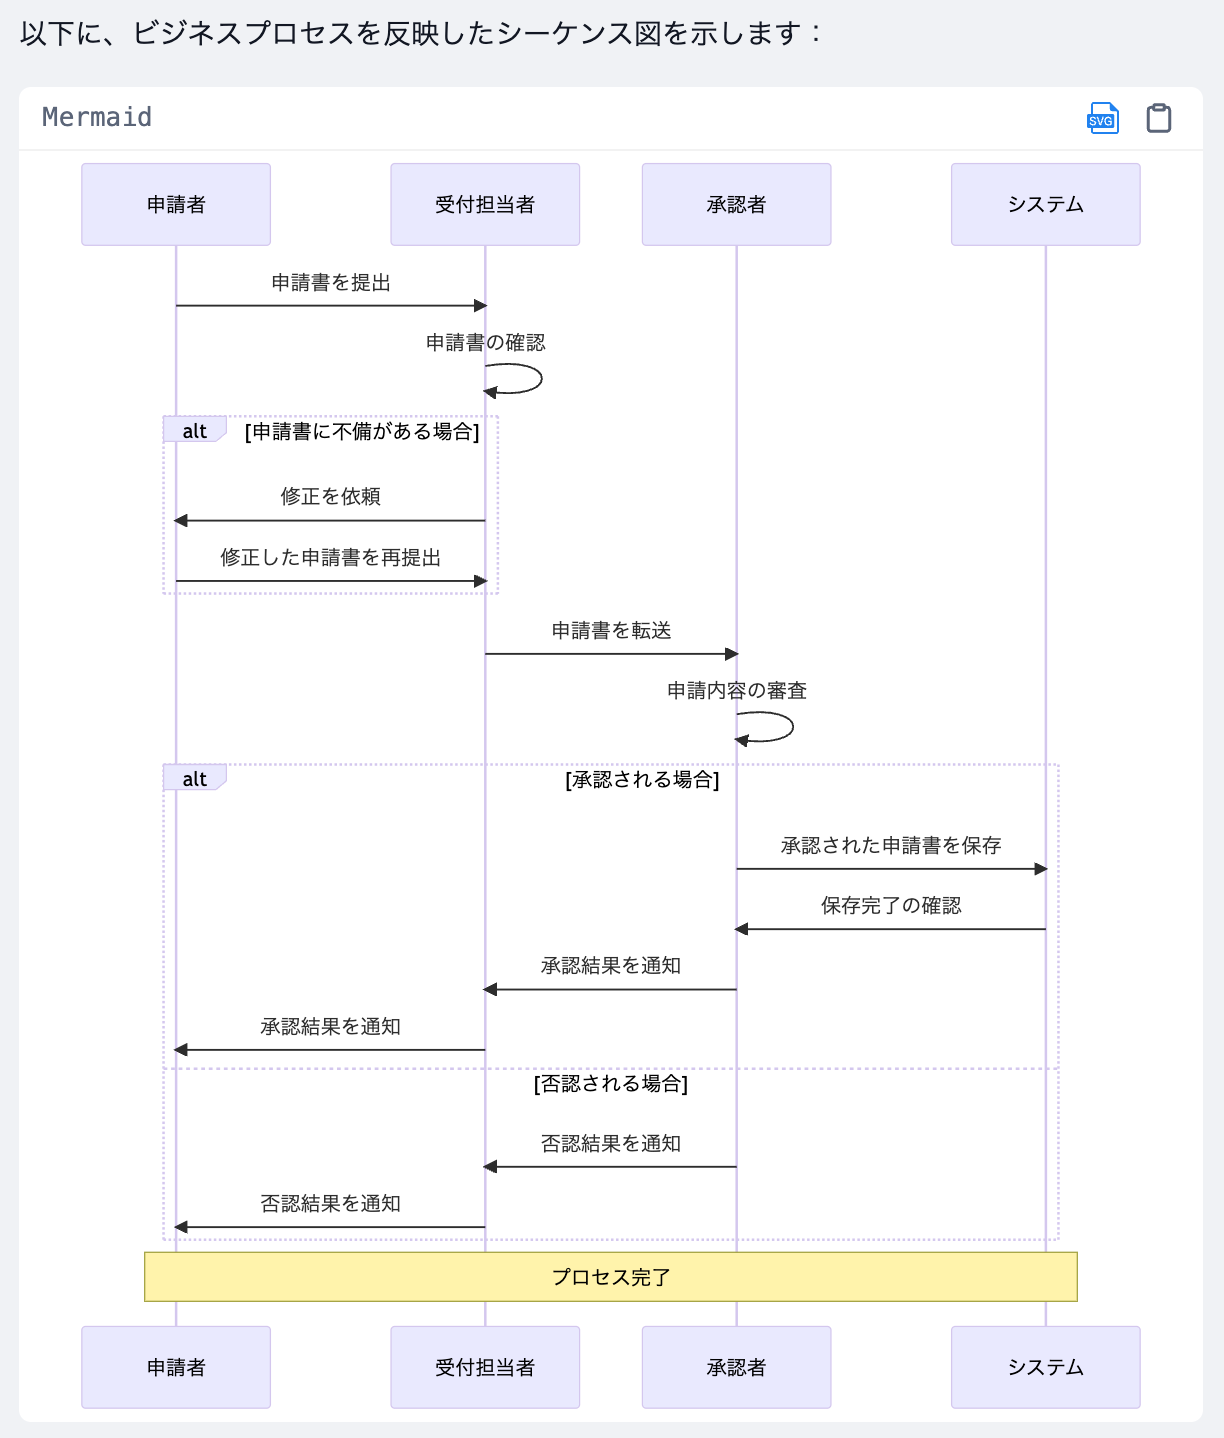 以下に、ビジネスプロセスを反映したシーケンス図を示します：
Mermaid
SVG
申請者
受付担当者
承認者
システム
申請書を提出
申請書の確認
alt
[申請書に不備がある場合]
修正を依頼
修正した申請書を再提出
申請書を転送
申請内容の審査
alt
[承認される場合]
承認された申請書を保存
保存完了の確認
承認結果を通知
承認結果を通知
[否認される場合]
否認結果を通知
否認結果を通知
プロセス完了
申請者
受付担当者
承認者
システム